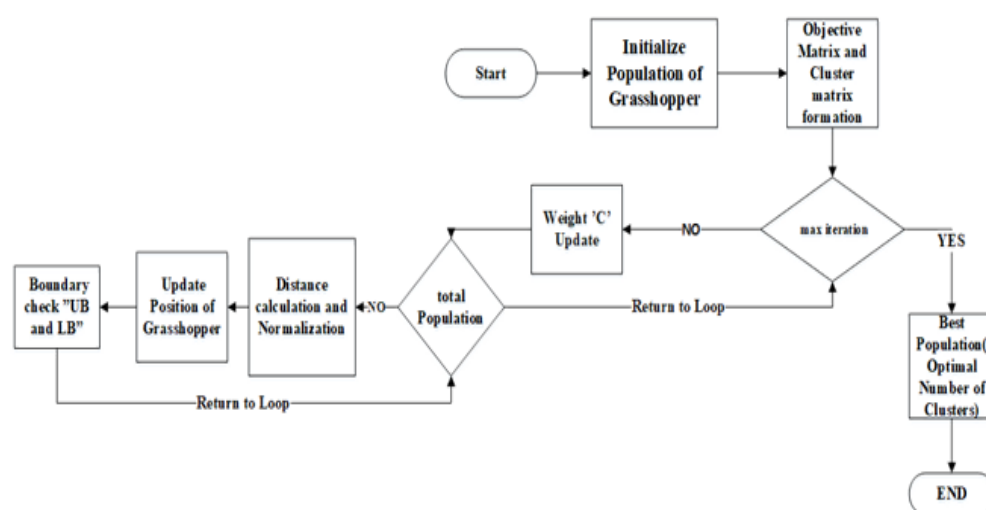 Start
Initialize
Population of
Grasshopper
Objective
Matrix and
Cluster
matrix
formation
max iteration
YES
NO
Weight 'C'
Update
total
Population
Return to Loop
NO
Distance
calculation and
Normalization
Update
Position of
Grasshopper
Boundary
check "UB
and LB"
Return to Loop
Best
Population(
Optimal
Number of
Clusters)
END